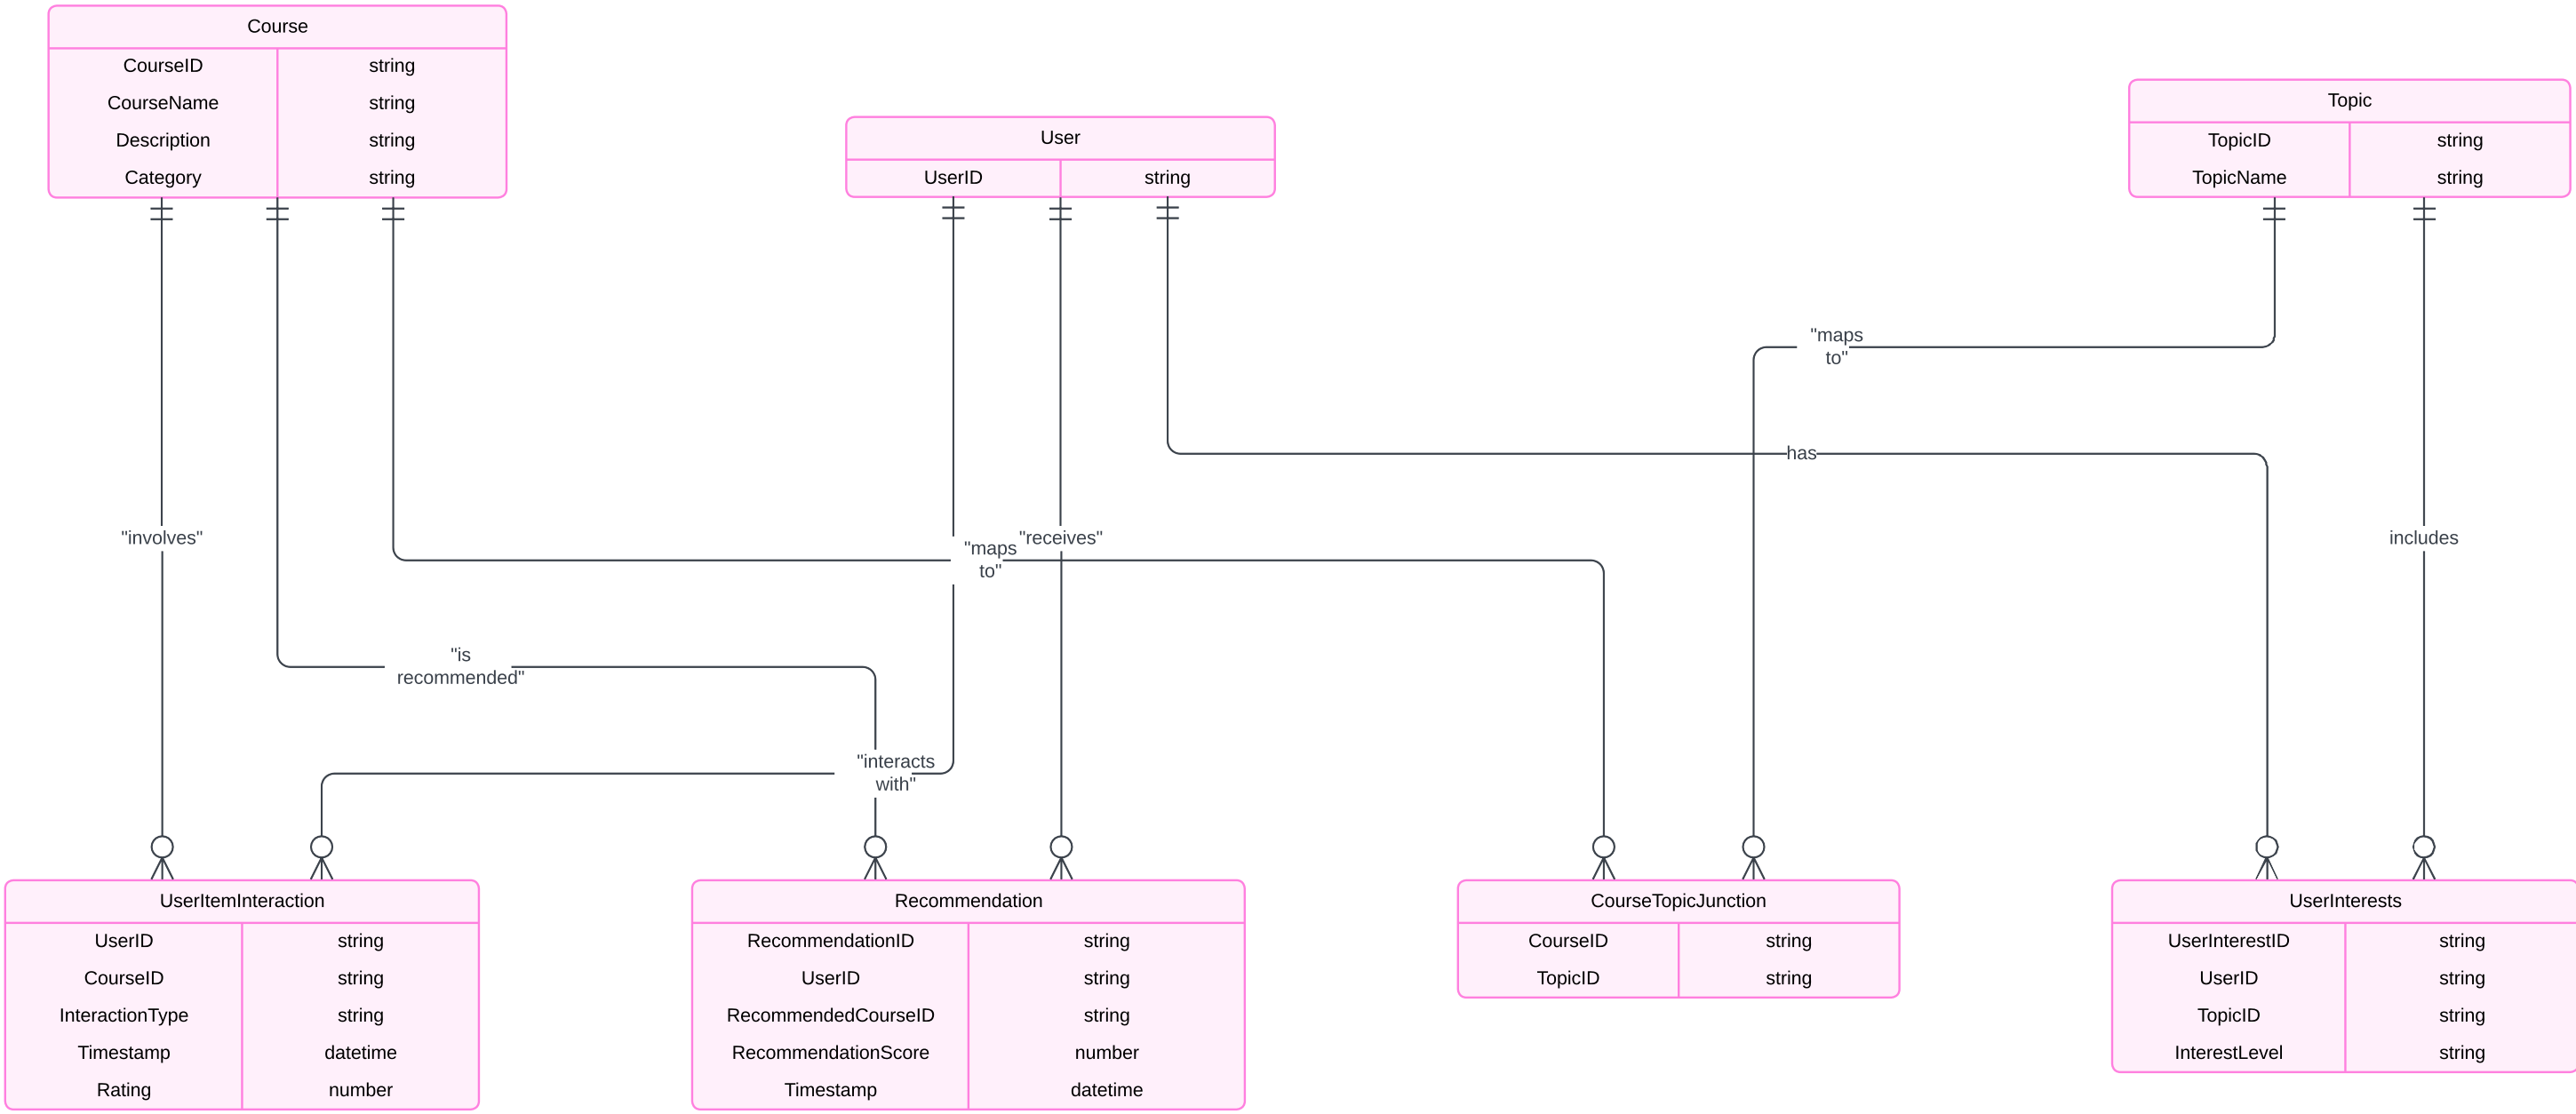 Course
CourseID string
CourseName string
Description string
Category string
User
UserID string
Topic
TopicID string
TopicName string
"maps
to"
has
"involves"
"maps
to"
"receives"
includes
"is
recommended"
"interacts
with"
UserItemInteraction
UserID string
CourseID string
InteractionType string
Timestamp datetime
Rating number
Recommendation
RecommendationID string
UserID string
RecommendedCourseID string
RecommendationScore number
Timestamp datetime
CourseTopicJunction
CourseID string
TopicID string
UserInterests
UserInterestID string
UserID string
TopicID string
InterestLevel string